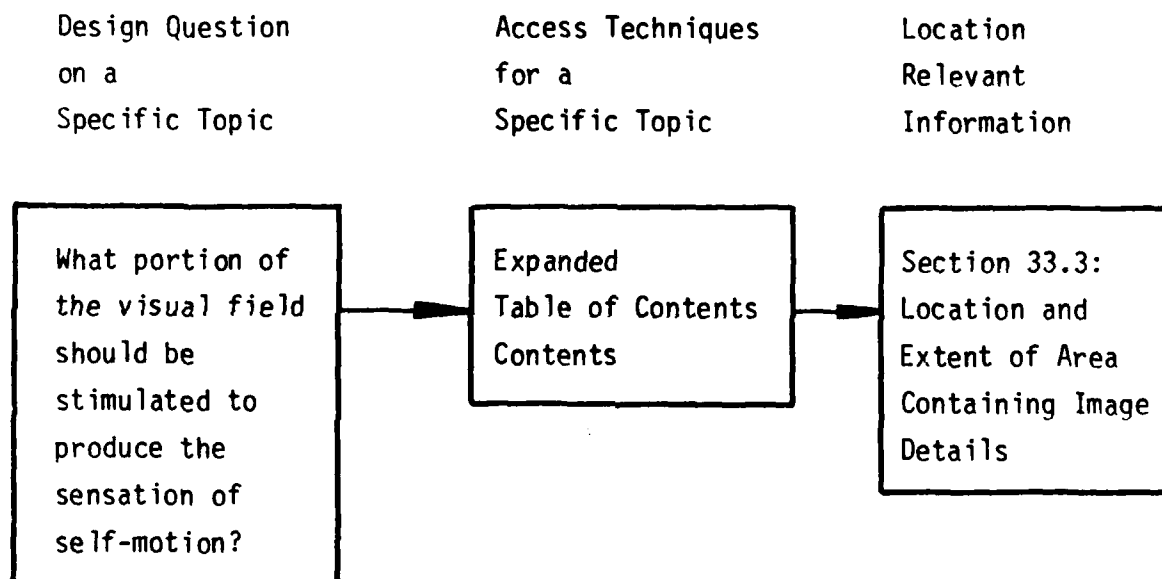 Design Question
on a
Specific Topic
Access Techniques
for a
Specific Topic
Location
Relevant
Information
What portion of
the visual field
should be
stimulated to
produce the
sensation of
self-motion?
Expanded
Table of Contents
Contents
Section 33.3:
Location and
Extent of Area
Containing Image
Details